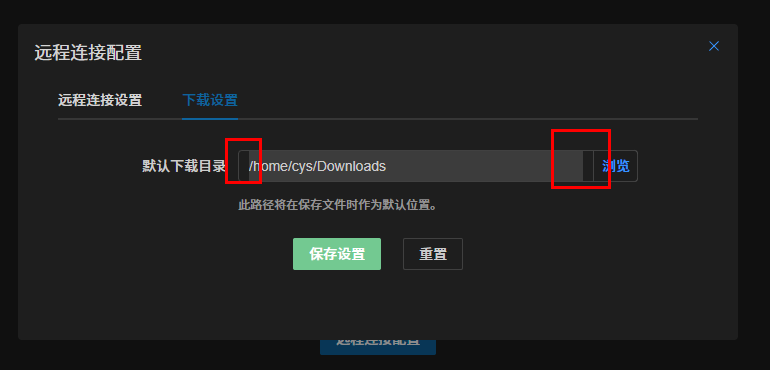 远程连接配置
远程连接设置 下载设置
默认下载目录 /home/cys/Downloads 浏览
此路径将在保存文件时作为默认位置。
保存设置 重置
远程连接配置